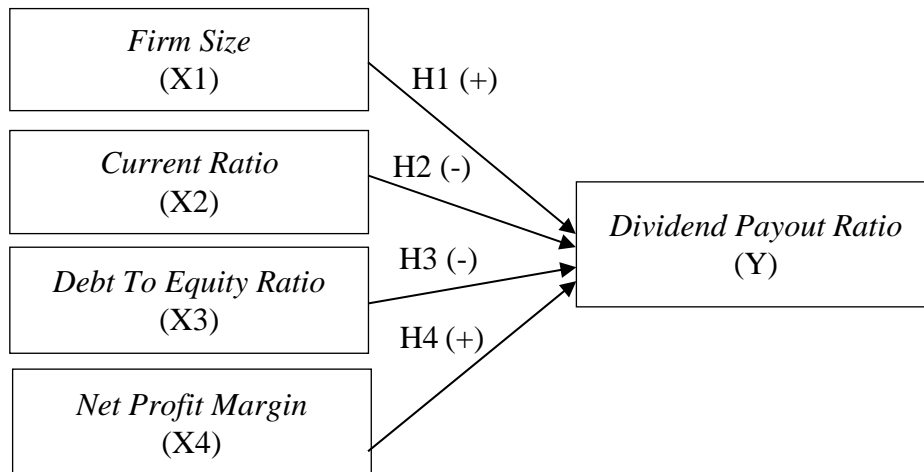 Firm Size
(X1)
H1 (+)
Current Ratio
(X2)
H2 (-)
Dividend Payout Ratio
(Y)
H3 (-)
Debt To Equity Ratio
(X3)
H4 (+)
Net Profit Margin
(X4)